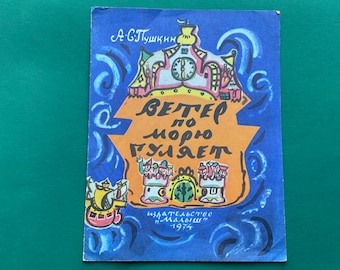 А·С·Пушкин
Ветер
по
морю
гуляет
издательство
„Малыш"
1974